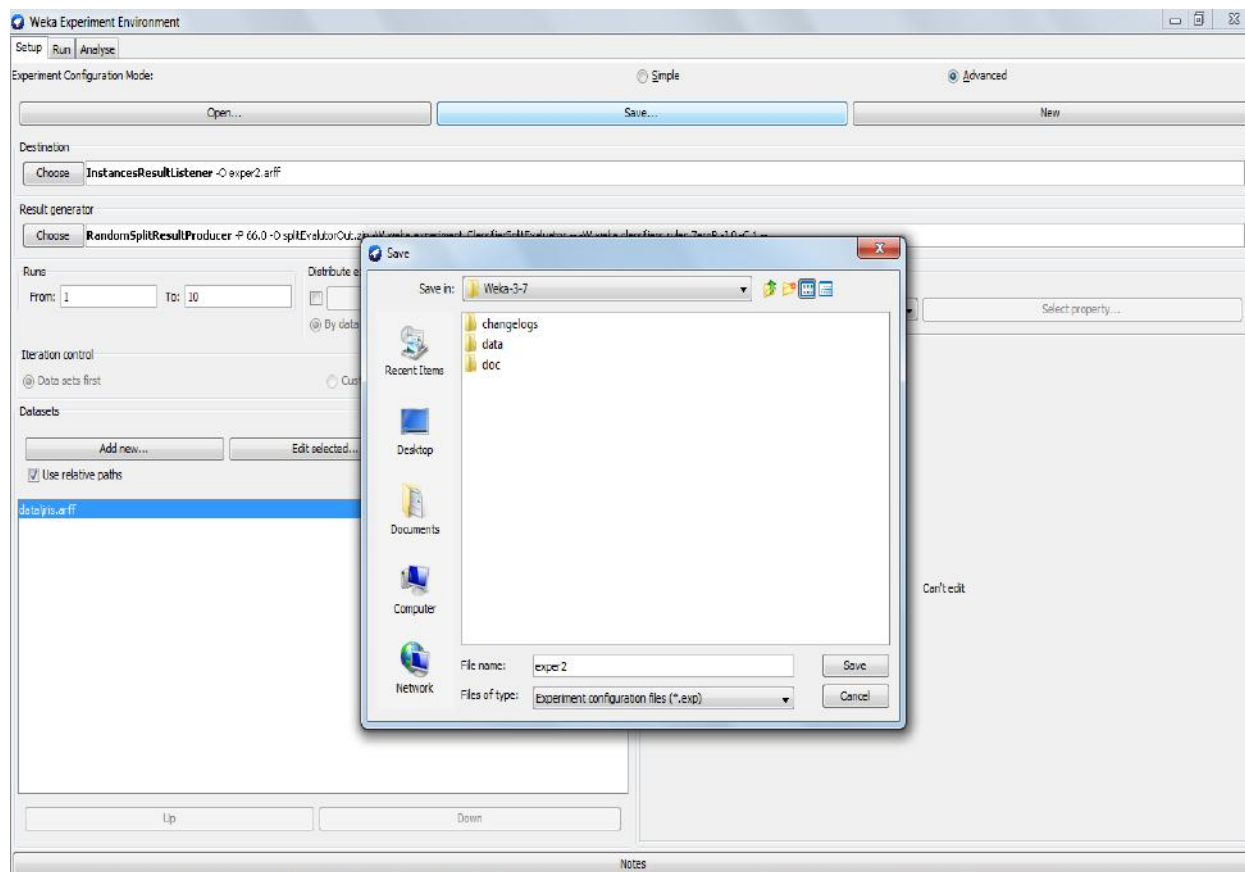 Weka Experiment Environment
Setup Run Analyse
Experiment Configuration Mode: Simple Advanced
Open... Save... New
Destination
Choose InstancesResultListener -O exper2.arff
Result generator
Choose RandomSplitResultProducer -P 66.0 -O splitEvalutorOut.zip
Runs Distribute e
From: 1 To: 10
By data
Select property...
Iteration control
Data sets first Cust
Datasets
Add new... Edit selected...
Use relative paths
data\iris.arff
Save
Save in: Weka-3-7
changelogs
data
doc
Recent Items
Desktop
Documents
Computer
Network
File name: exper2 Save
Files of type: Experiment configuration files (*.exp) Cancel
Can't edit
Up Down
Notes